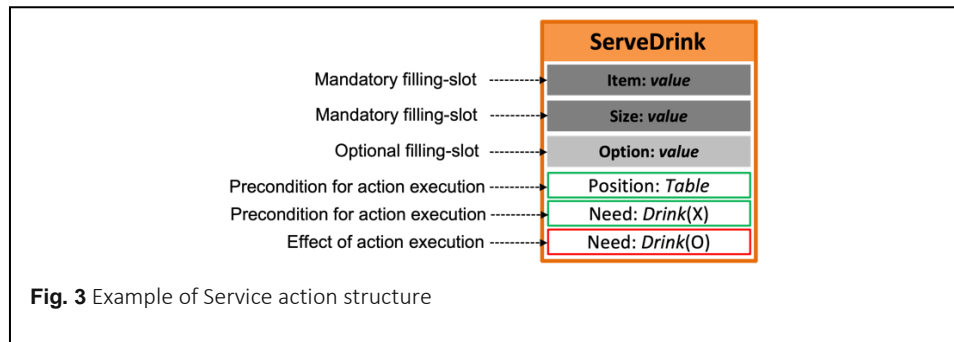 ServeDrink
Mandatory filling-slot Item: value
Mandatory filling-slot Size: value
Optional filling-slot Option: value
Precondition for action execution Position: Table
Precondition for action execution Need: Drink(X)
Effect of action execution Need: Drink(O)
Fig. 3 Example of Service action structure